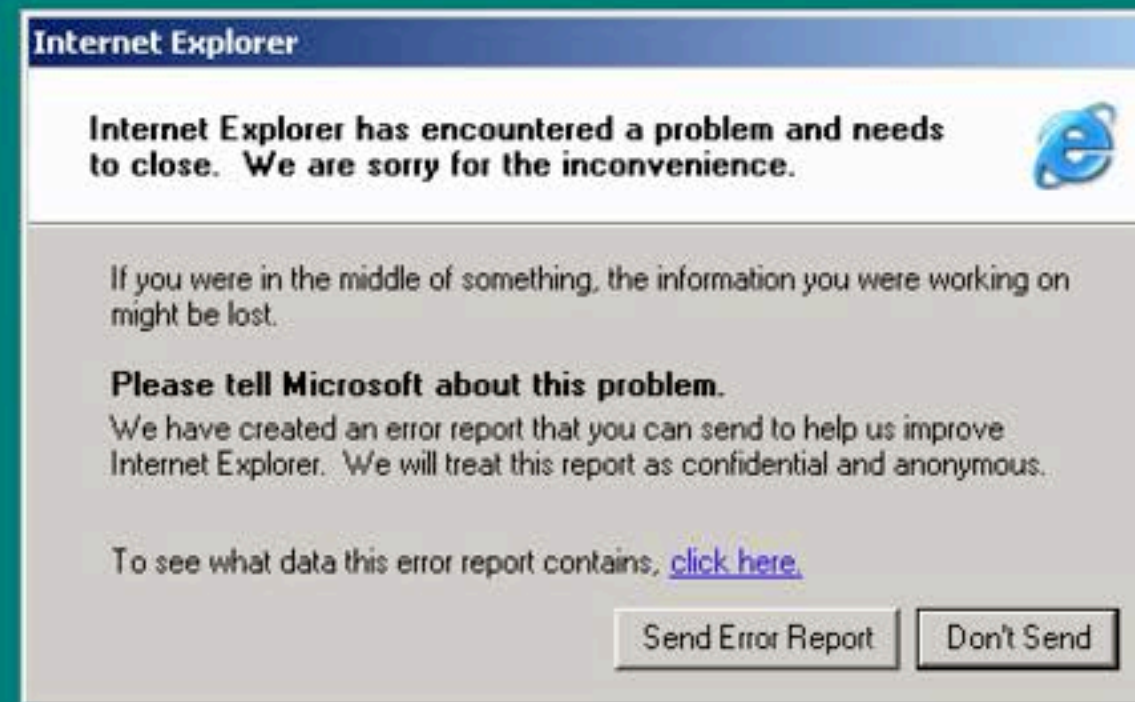 Internet Explorer
Internet Explorer has encountered a problem and needs
to close.  We are sorry for the inconvenience.
If you were in the middle of something, the information you were working on
might be lost.
Please tell Microsoft about this problem.
We have created an error report that you can send to help us improve
Internet Explorer.  We will treat this report as confidential and anonymous.
To see what data this error report contains, click here.
Send Error Report
Don't Send